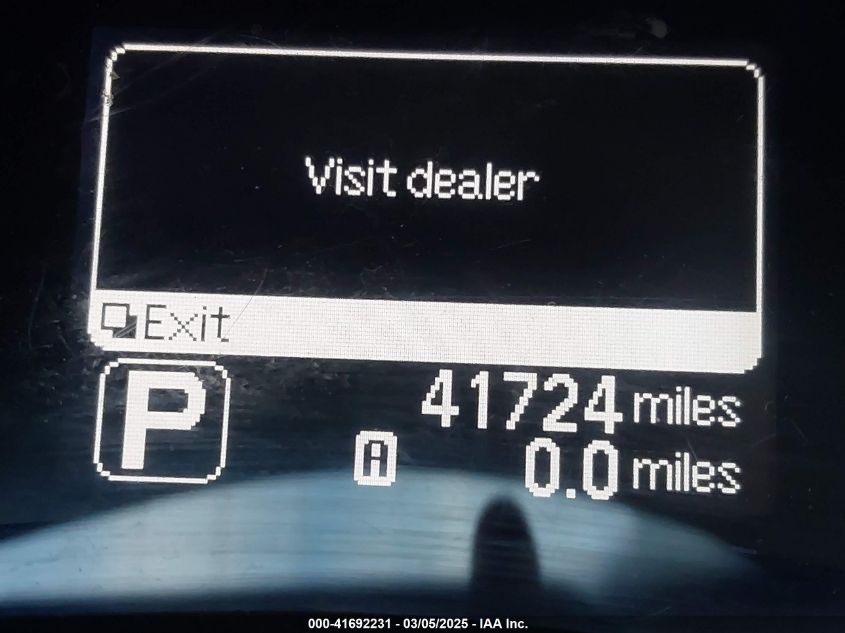 Visit dealer
Exit
P
41724 miles
A 0.0 miles
000-41692231 - 03/05/2025 - IAA Inc.